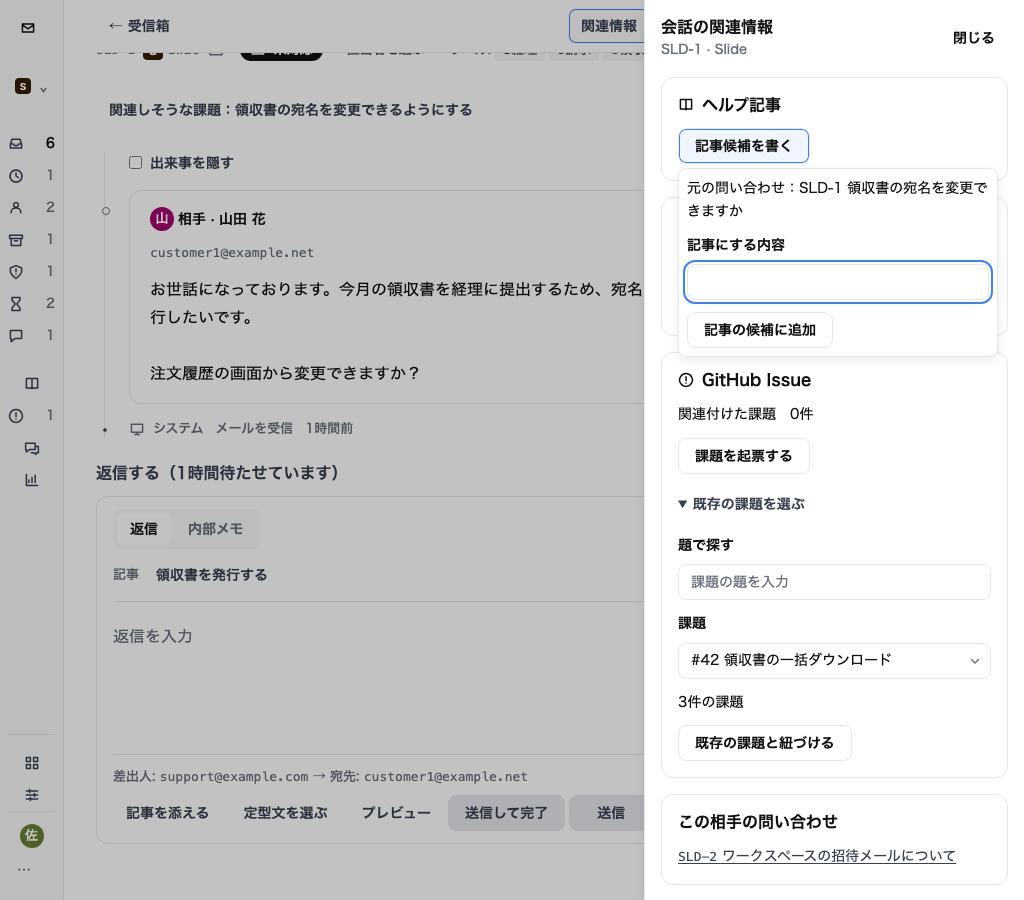 ← 受信箱
関連情報
関連しそうな課題：領収書の宛名を変更できるようにする
出来事を隠す
山 相手 · 山田 花
customer1@example.net
お世話になっております。今月の領収書を経理に提出するため、宛名
行したいです。
注文履歴の画面から変更できますか？
システム メールを受信 1時間前
返信する（1時間待たせています）
返信 内部メモ
記事 領収書を発行する
返信を入力
差出人: support@example.com → 宛先: customer1@example.net
記事を添える 定型文を選ぶ プレビュー 送信して完了 送信
S
6
1
2
1
1
2
1
1
佐
…
会話の関連情報
SLD-1 · Slide
閉じる
ヘルプ記事
記事候補を書く
元の問い合わせ：SLD-1 領収書の宛名を変更で
きますか
記事にする内容
記事の候補に追加
GitHub Issue
関連付けた課題 0件
課題を起票する
▼ 既存の課題を選ぶ
題で探す
課題の題を入力
課題
#42 領収書の一括ダウンロード
3件の課題
既存の課題と紐づける
この相手の問い合わせ
SLD-2 ワークスペースの招待メールについて